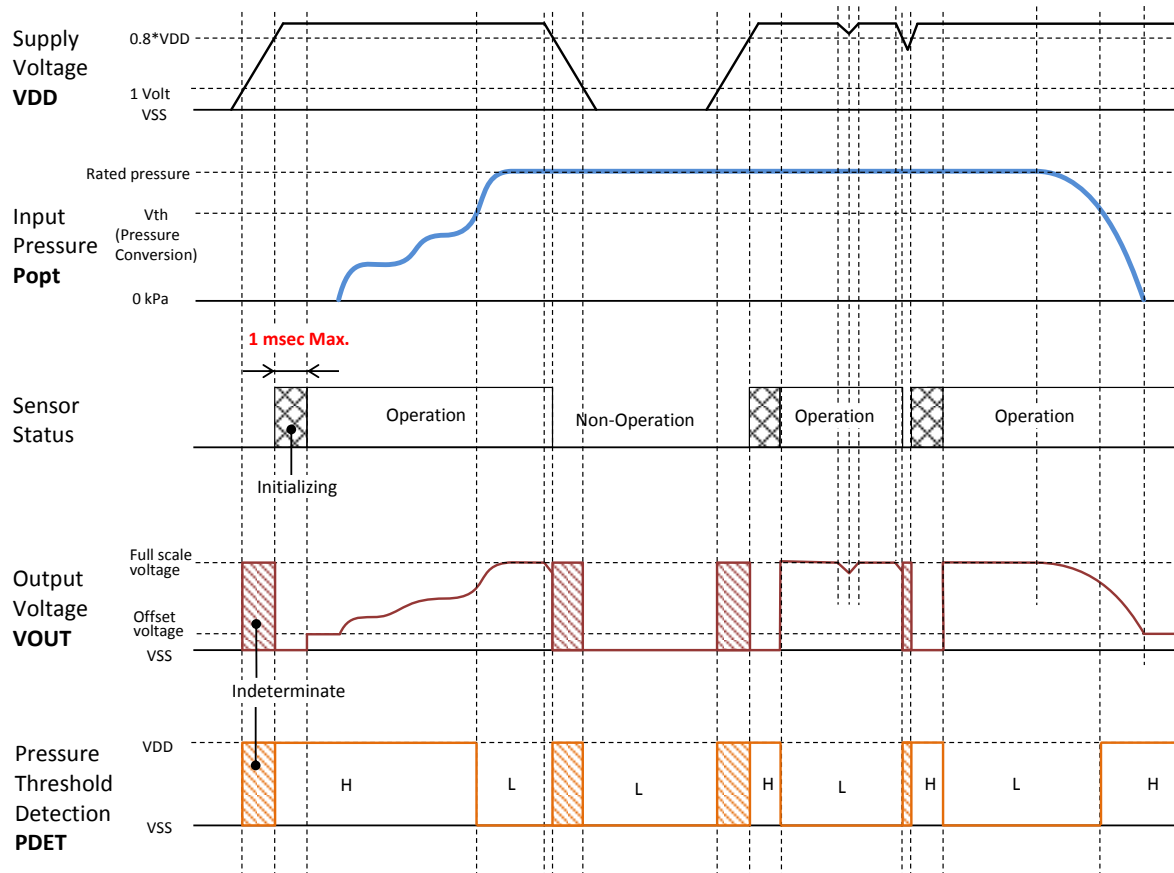 Supply
Voltage
VDD
0.8*VDD
1 Volt
VSS
Input
Pressure
Popt
Rated pressure
Vth
(Pressure
Conversion)
0 kPa
1 msec Max.
Sensor
Status
Operation
Non-Operation
Operation
Operation
Initializing
Output
Voltage
VOUT
Full scale
voltage
Offset
voltage
VSS
Indeterminate
Pressure
Threshold
Detection
PDET
VDD
VSS
H
L
L
H
L
H
L
H